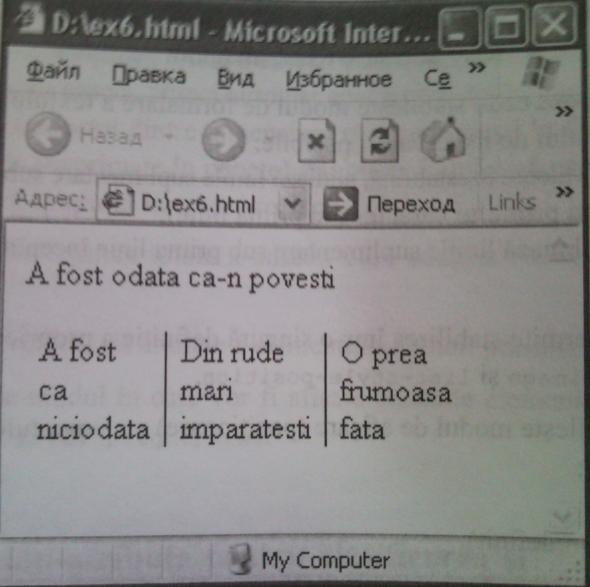 D:\ex6.html - Microsoft Inter...
Файл Правка Вид Избранное Се »
Назад »
Адрес: D:\ex6.html Переход Links »
A fost odata ca-n povesti
A fost Din rude O prea
ca mari frumoasa
niciodata imparatesti fata
My Computer